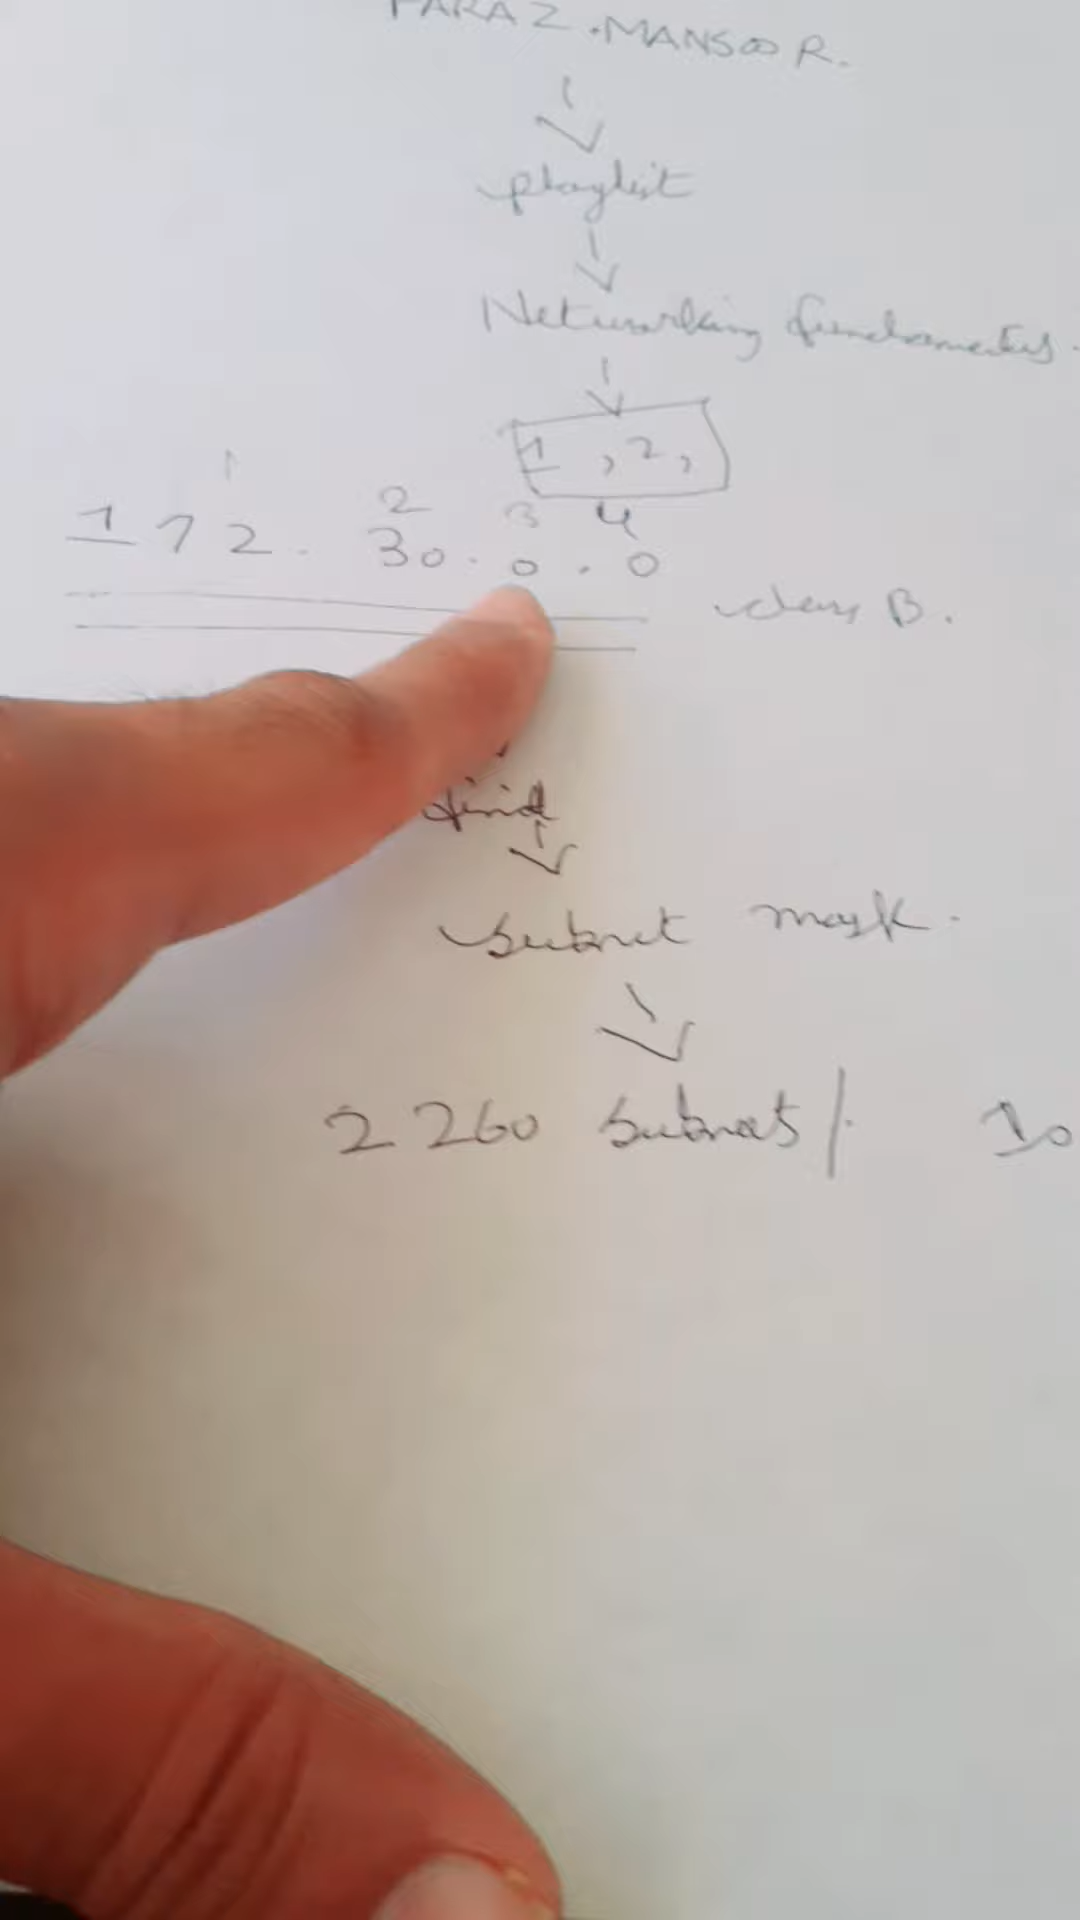 FARAZ.MANSOOR.
playlist
Networking fundamentals.
1, 2,
1 2 3 4
172. 30.0.0
class B.
find
Subnet mask.
2260 Subnets / 10